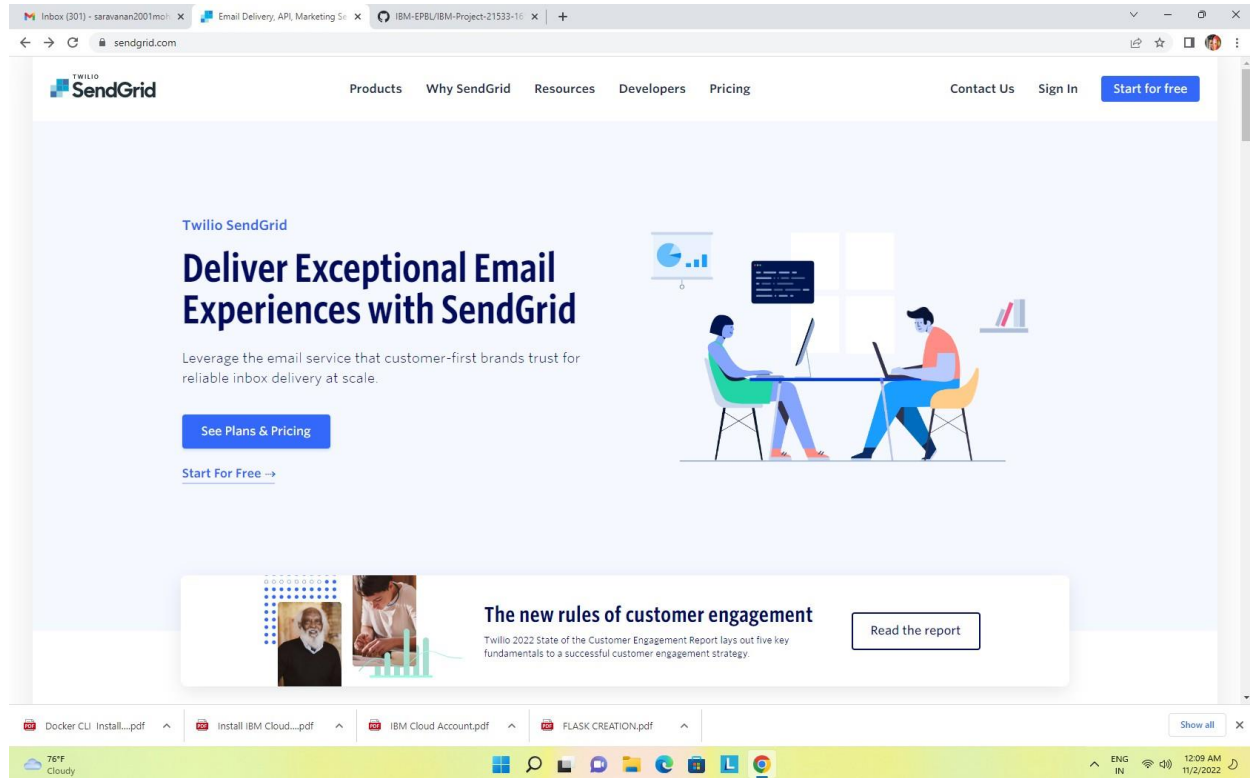 Inbox (301) - saravanan2001moh
Email Delivery, API, Marketing Se
IBM-EPBL/IBM-Project-21533-16
sendgrid.com
TWILIO
SendGrid
Products Why SendGrid Resources Developers Pricing Contact Us Sign In Start for free
Twilio SendGrid
Deliver Exceptional Email
Experiences with SendGrid
Leverage the email service that customer-first brands trust for
reliable inbox delivery at scale.
See Plans & Pricing
Start For Free →
The new rules of customer engagement
Twilio 2022 State of the Customer Engagement Report lays out five key
fundamentals to a successful customer engagement strategy.
Read the report
Docker CLI Install....pdf
Install IBM Cloud....pdf
IBM Cloud Account.pdf
FLASK CREATION.pdf
Show all
76°F
Cloudy
ENG
IN
12:09 AM
11/2/2022